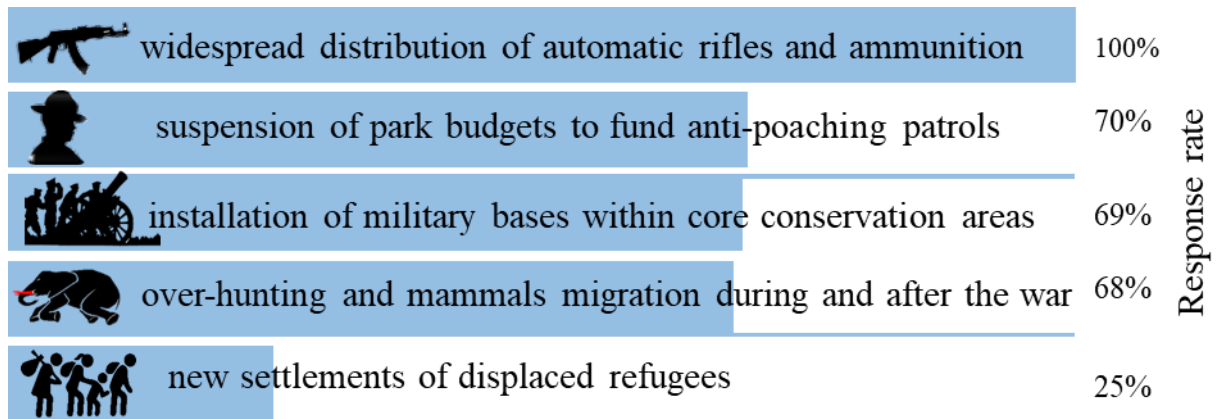 widespread distribution of automatic rifles and ammunition 100%
suspension of park budgets to fund anti-poaching patrols 70%
installation of military bases within core conservation areas 69%
over-hunting and mammals migration during and after the war 68%
new settlements of displaced refugees 25%
Response rate